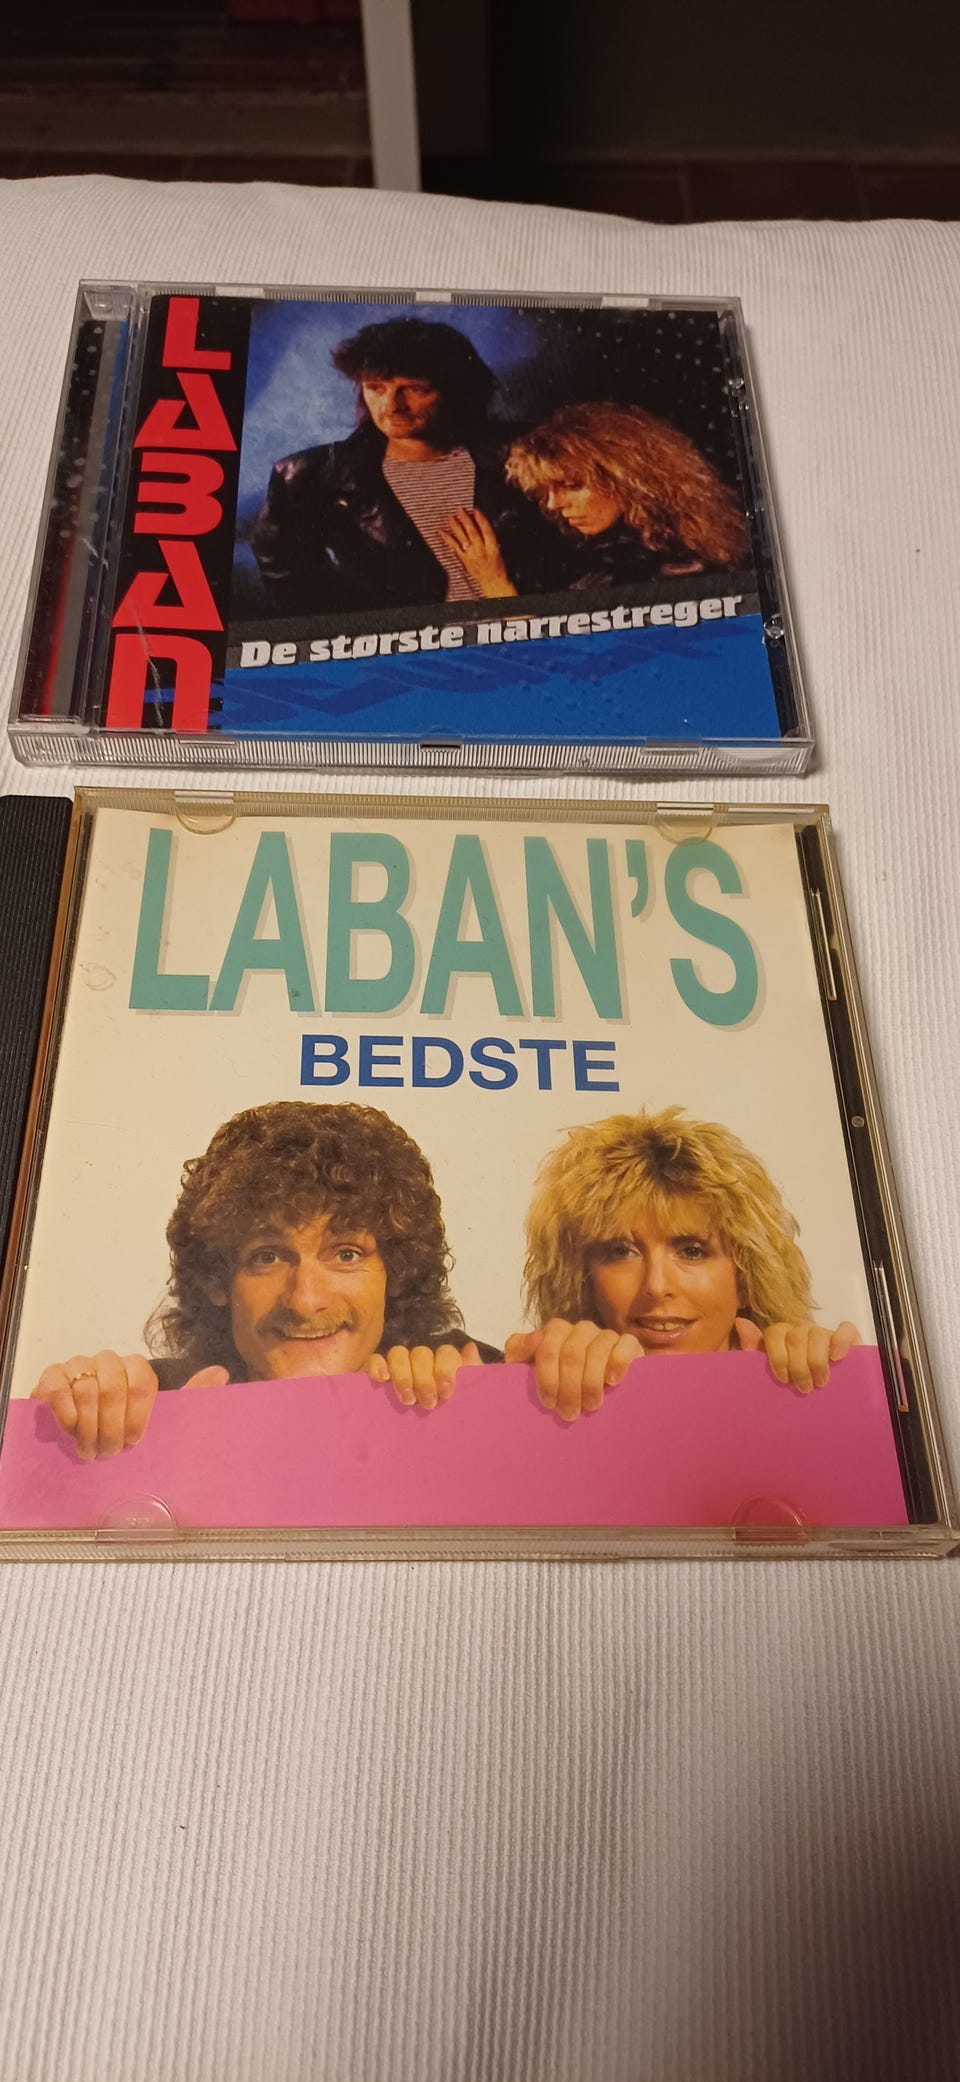 LABAN
De største narrestreger
LABAN'S
BEDSTE